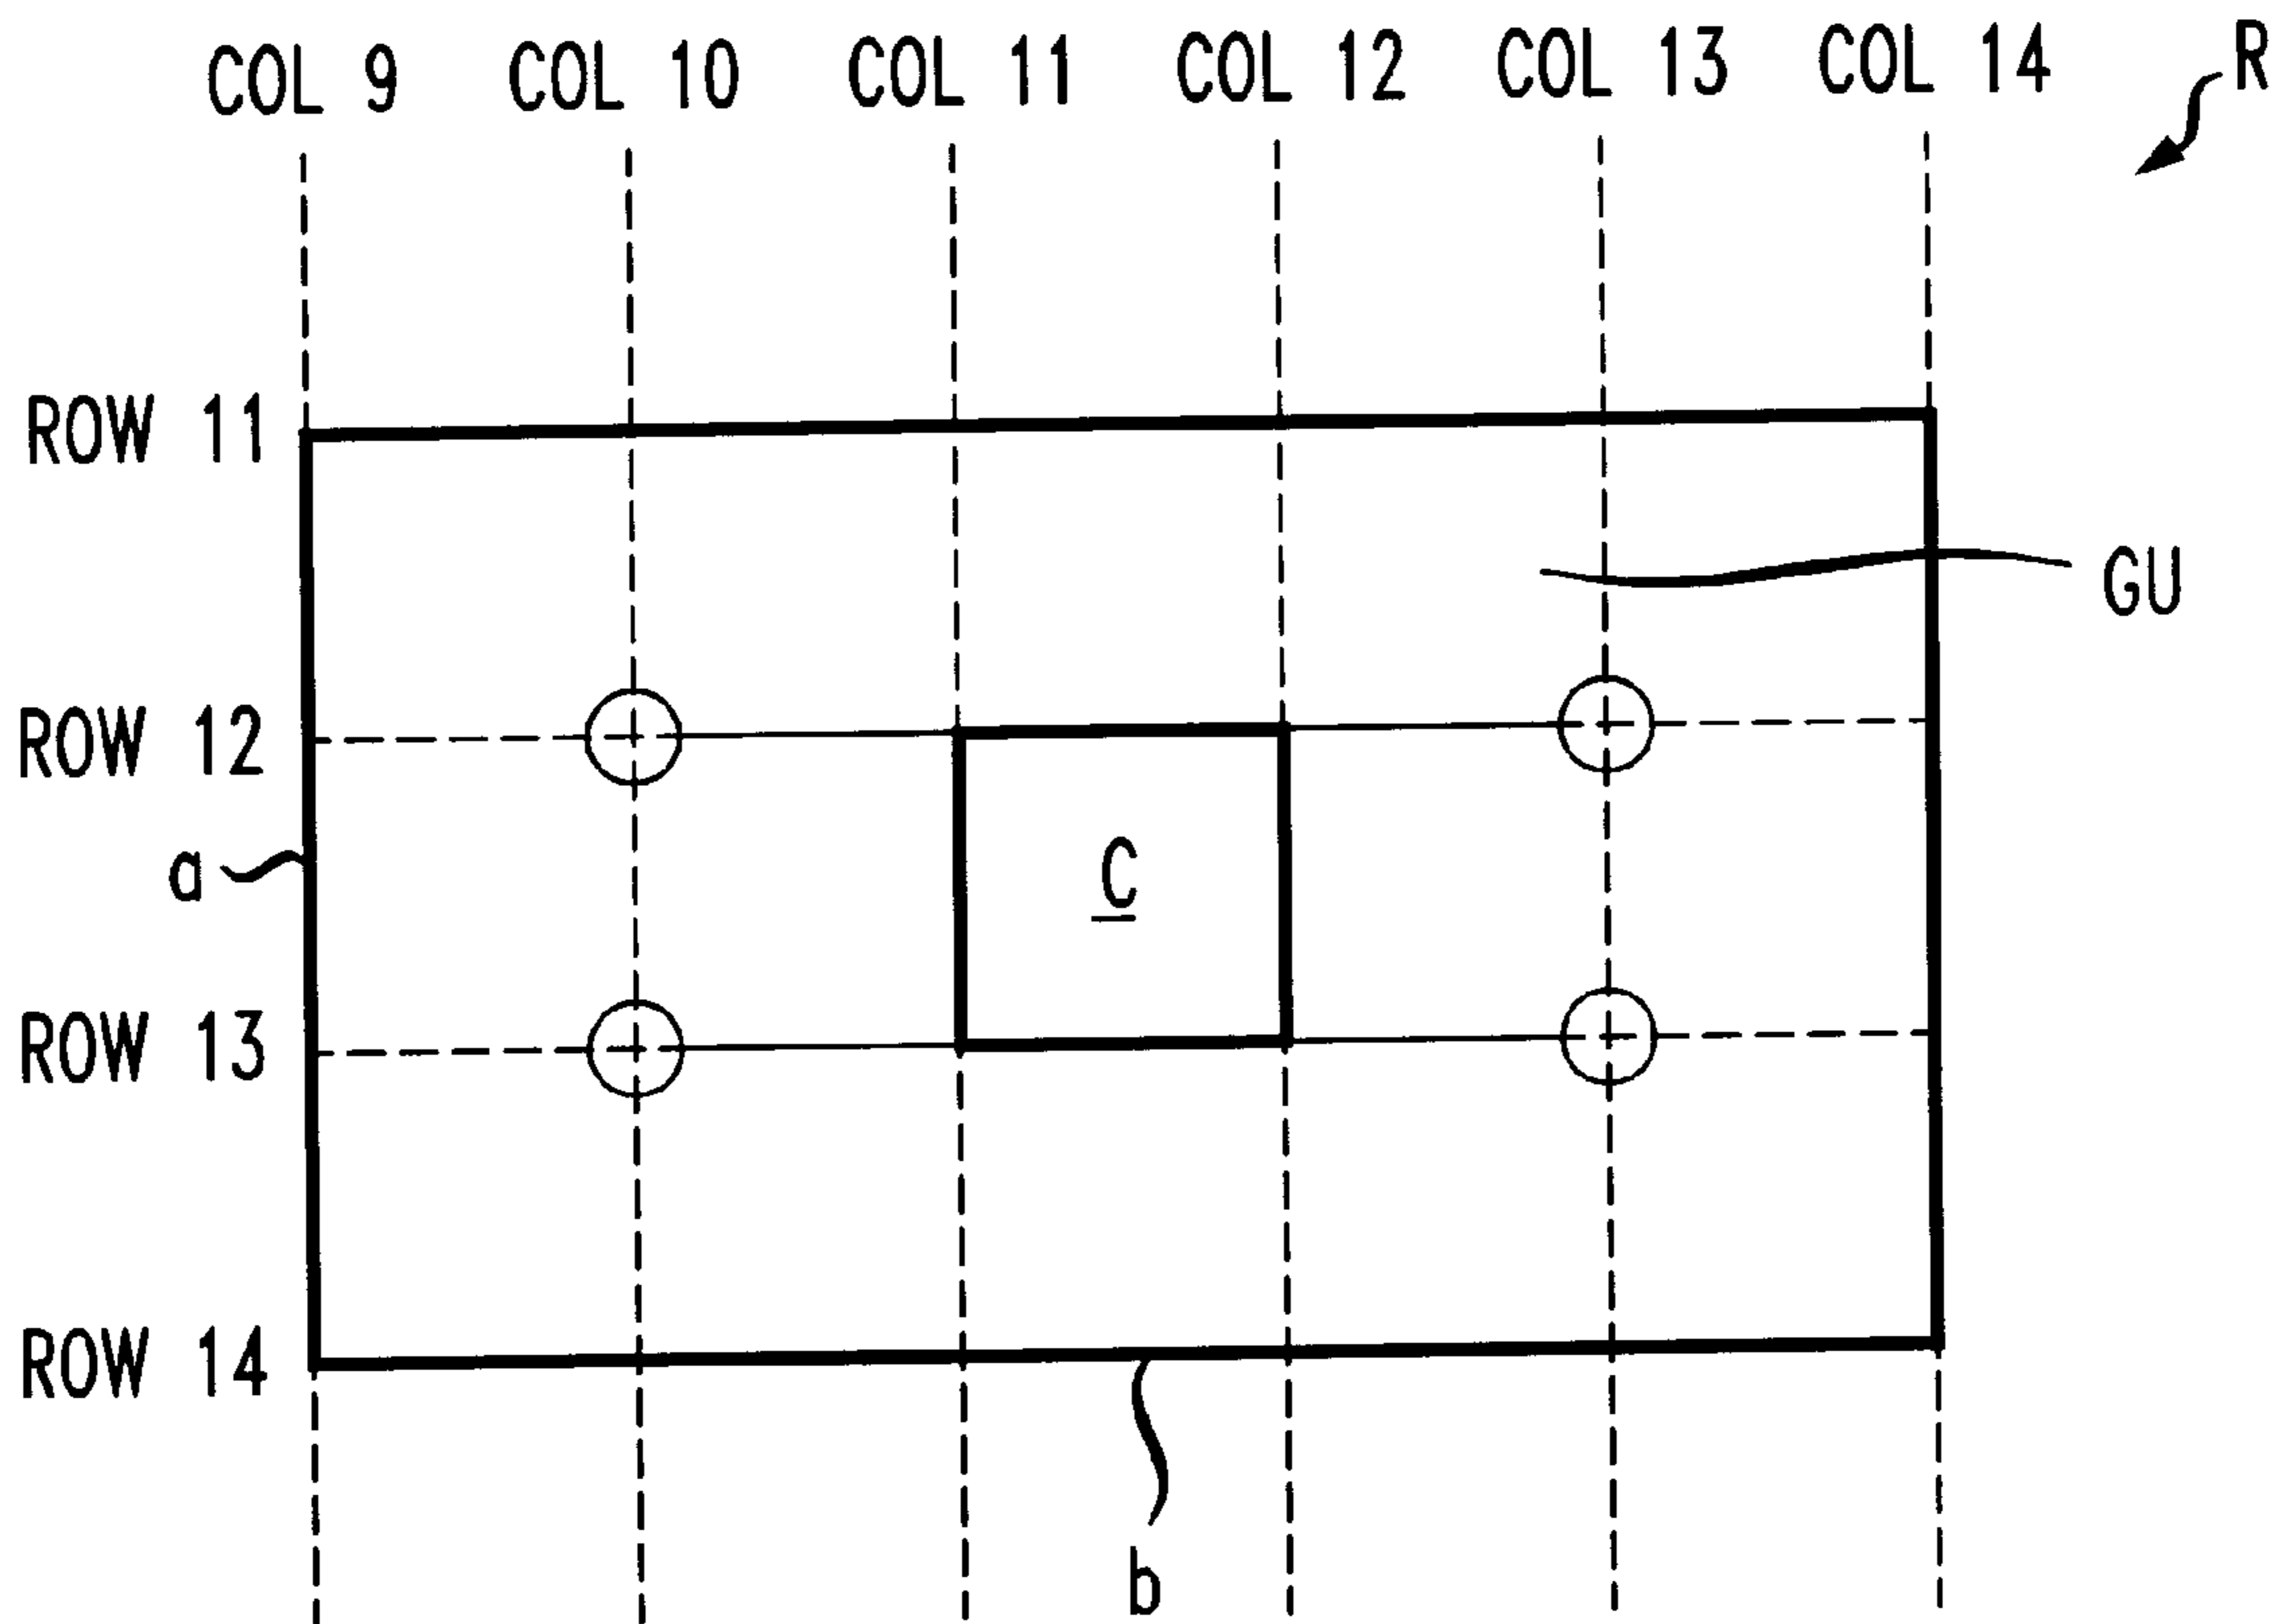 COL 9 COL 10 COL 11 COL 12 COL 13 COL 14
R
ROW 11
GU
ROW 12
a
C
ROW 13
ROW 14
b